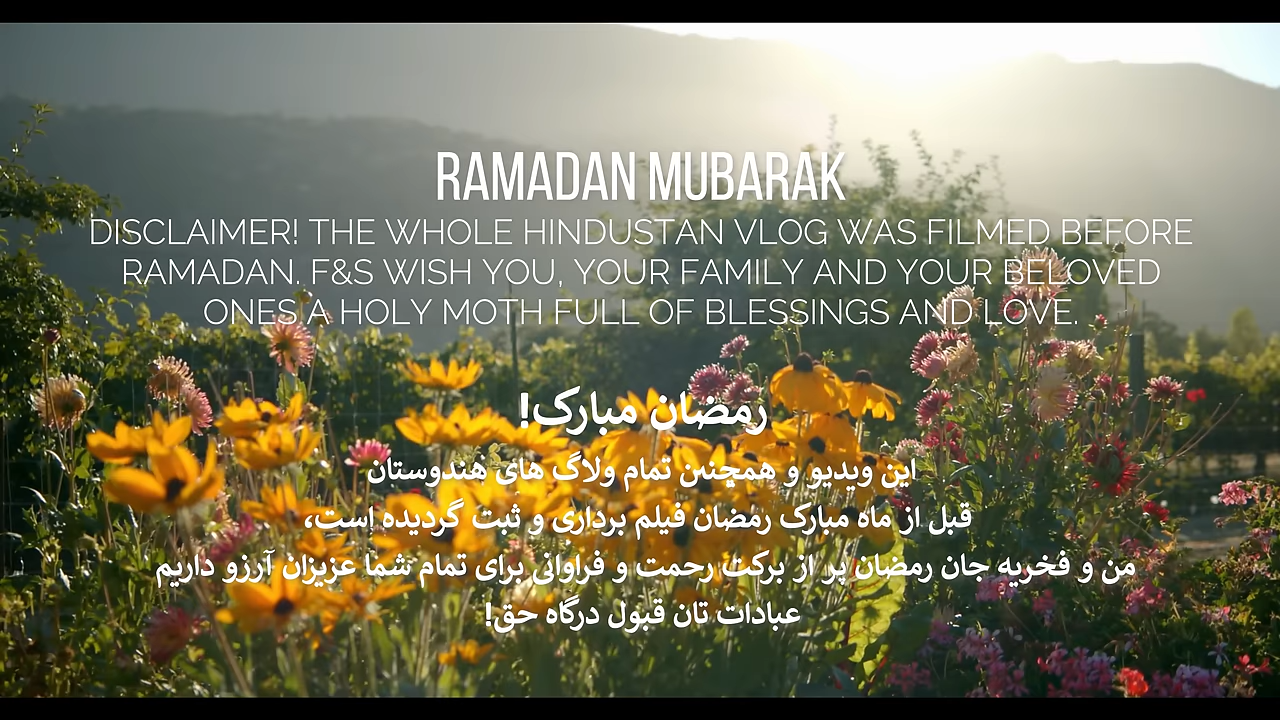 RAMADAN MUBARAK
DISCLAIMER! THE WHOLE HINDUSTAN VLOG WAS FILMED BEFORE
RAMADAN. F&S WISH YOU, YOUR FAMILY AND YOUR BELOVED
ONES A HOLY MOTH FULL OF BLESSINGS AND LOVE.
رمضان مبارک!
این ویدیو و همچنین تمام ولاگ های هندوستان
قبل از ماه مبارک رمضان فیلم برداری و ثبت گردیده است،
من و فخریه جان رمضان پر از برکت رحمت و فراوانی برای تمام شما عزیزان آرزو داریم
عبادات تان قبول درگاه حق!